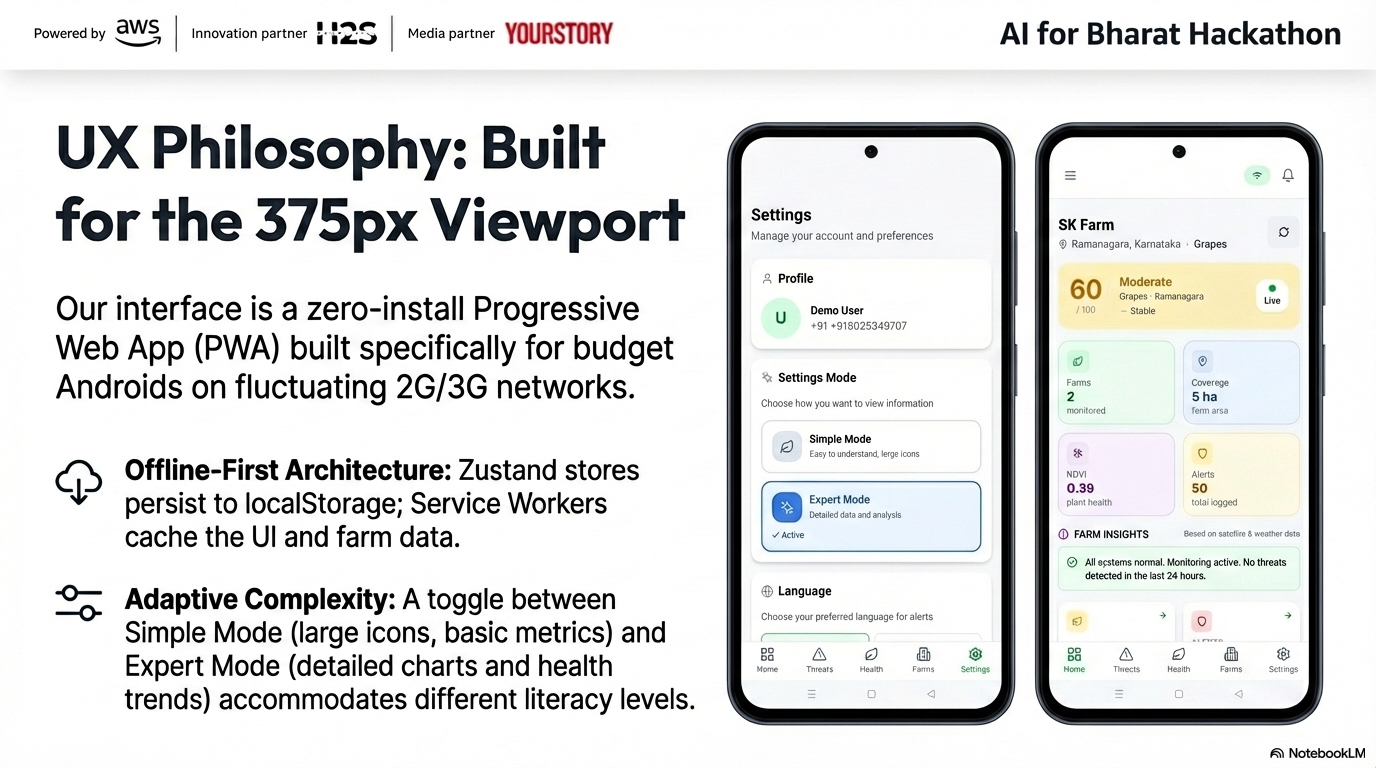 Powered by aws
Innovation partner H2S
Media partner YOURSTORY
AI for Bharat Hackathon
UX Philosophy: Built
for the 375px Viewport
Our interface is a zero-install Progressive
Web App (PWA) built specifically for budget
Androids on fluctuating 2G/3G networks.
Offline-First Architecture: Zustand stores
persist to localStorage; Service Workers
cache the UI and farm data.
Adaptive Complexity: A toggle between
Simple Mode (large icons, basic metrics) and
Expert Mode (detailed charts and health
trends) accommodates different literacy levels.
Settings
Manage your account and preferences
Profile
U
Demo User
+91 +918025349707
Settings Mode
Choose how you want to view information
Simple Mode
Easy to understand, large icons
Expert Mode
Detailed data and analysis
✓ Active
Language
Choose your preferred language for alerts
Home Threats Health Farms Settings
SK Farm
Ramanagara, Karnataka · Grapes
60
/ 100
Moderate
Grapes · Ramanagara
– Stable
Live
Farms
2
monitored
Coverege
5 ha
ferm arsa
NDVI
0.39
plant health
Alerts
50
total iogged
FARM INSIGHTS
Based on satefire & weather dsta
All epstems normal. Monitoring active. No threats
detected in the last 24 hours.
Home Threcta Health Farms Settings
NotebookLM